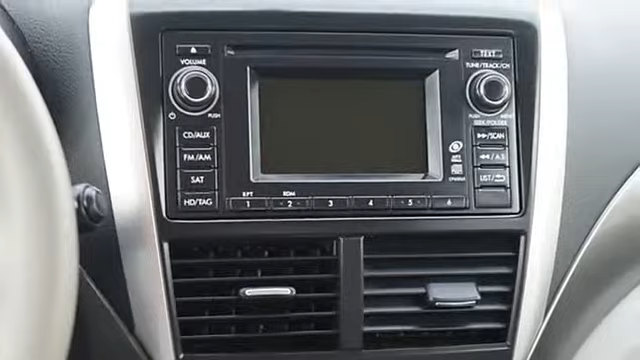 TEXT
VOLUME
TUNE/TRACK/CH
PUSH
PUSH
SEEK/FOLDER
CD/AUX
FM/AM
SAT
HD/TAG
▶▶/SCAN
◀◀/A.S
LIST/
RPT
RDM
1
2
3
4
5
6